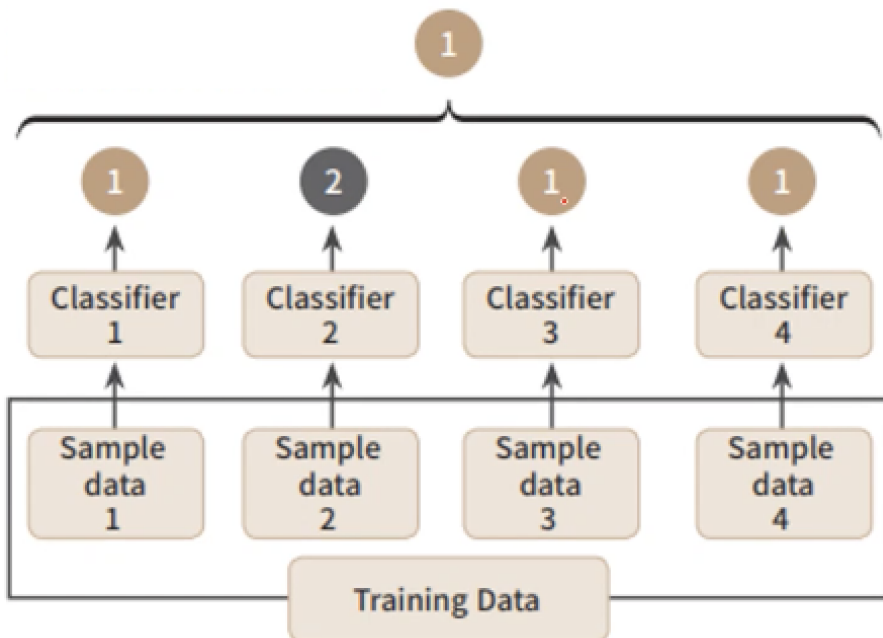 1
1
2
1
1
Classifier
1
Classifier
2
Classifier
3
Classifier
4
Sample
data
1
Sample
data
2
Sample
data
3
Sample
data
4
Training Data